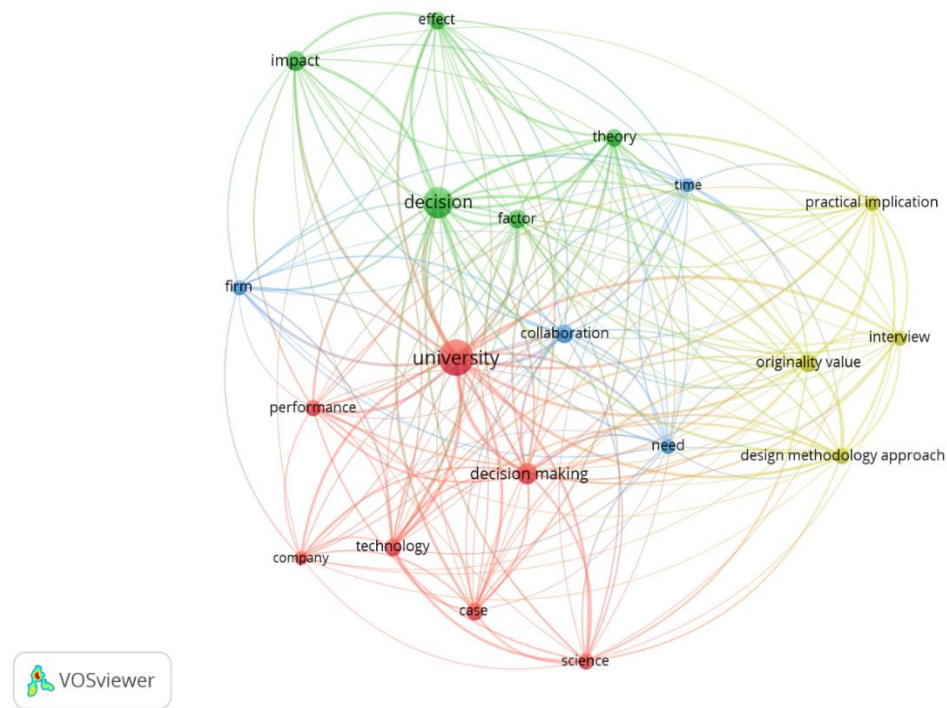 effect
impact
theory
time
decision
practical implication
factor
firm
collaboration
interview
university
originality value
performance
need
design methodology approach
decision making
technology
company
case
science
VOSviewer